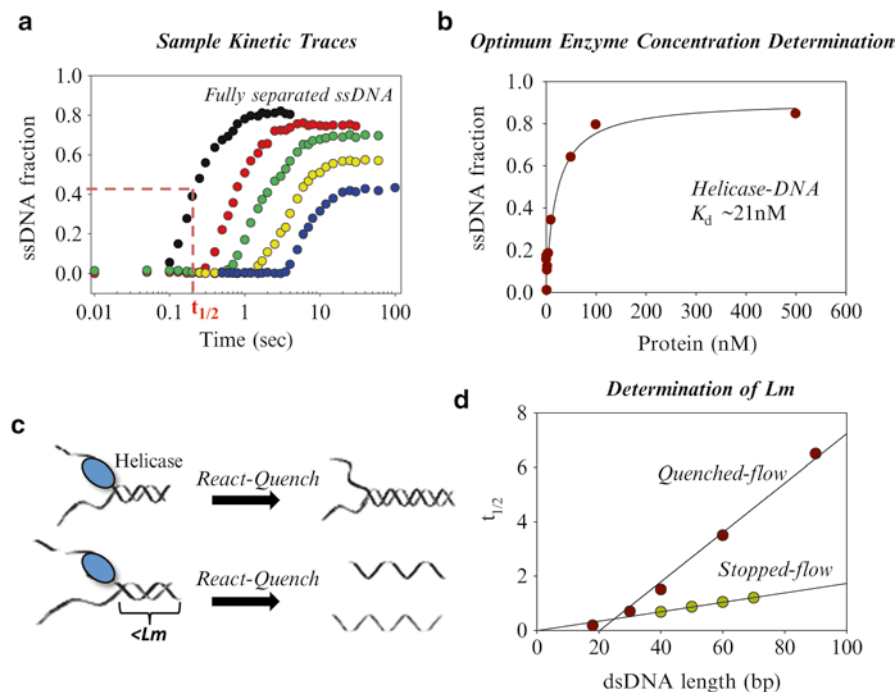 a
Sample Kinetic Traces
1.0
0.8
0.6
0.4
0.2
0.0
ssDNA fraction
Fully separated ssDNA
0.01 0.1 1 10 100
t1/2
Time (sec)
b
Optimum Enzyme Concentration Determination
1.0
0.8
0.6
0.4
0.2
0.0
ssDNA fraction
Helicase-DNA
Kd ~21nM
0 100 200 300 400 500 600
Protein (nM)
c
Helicase
React-Quench
React-Quench
<Lm
d
Determination of Lm
8
6
4
2
0
t1/2
Quenched-flow
Stopped-flow
0 20 40 60 80 100
dsDNA length (bp)